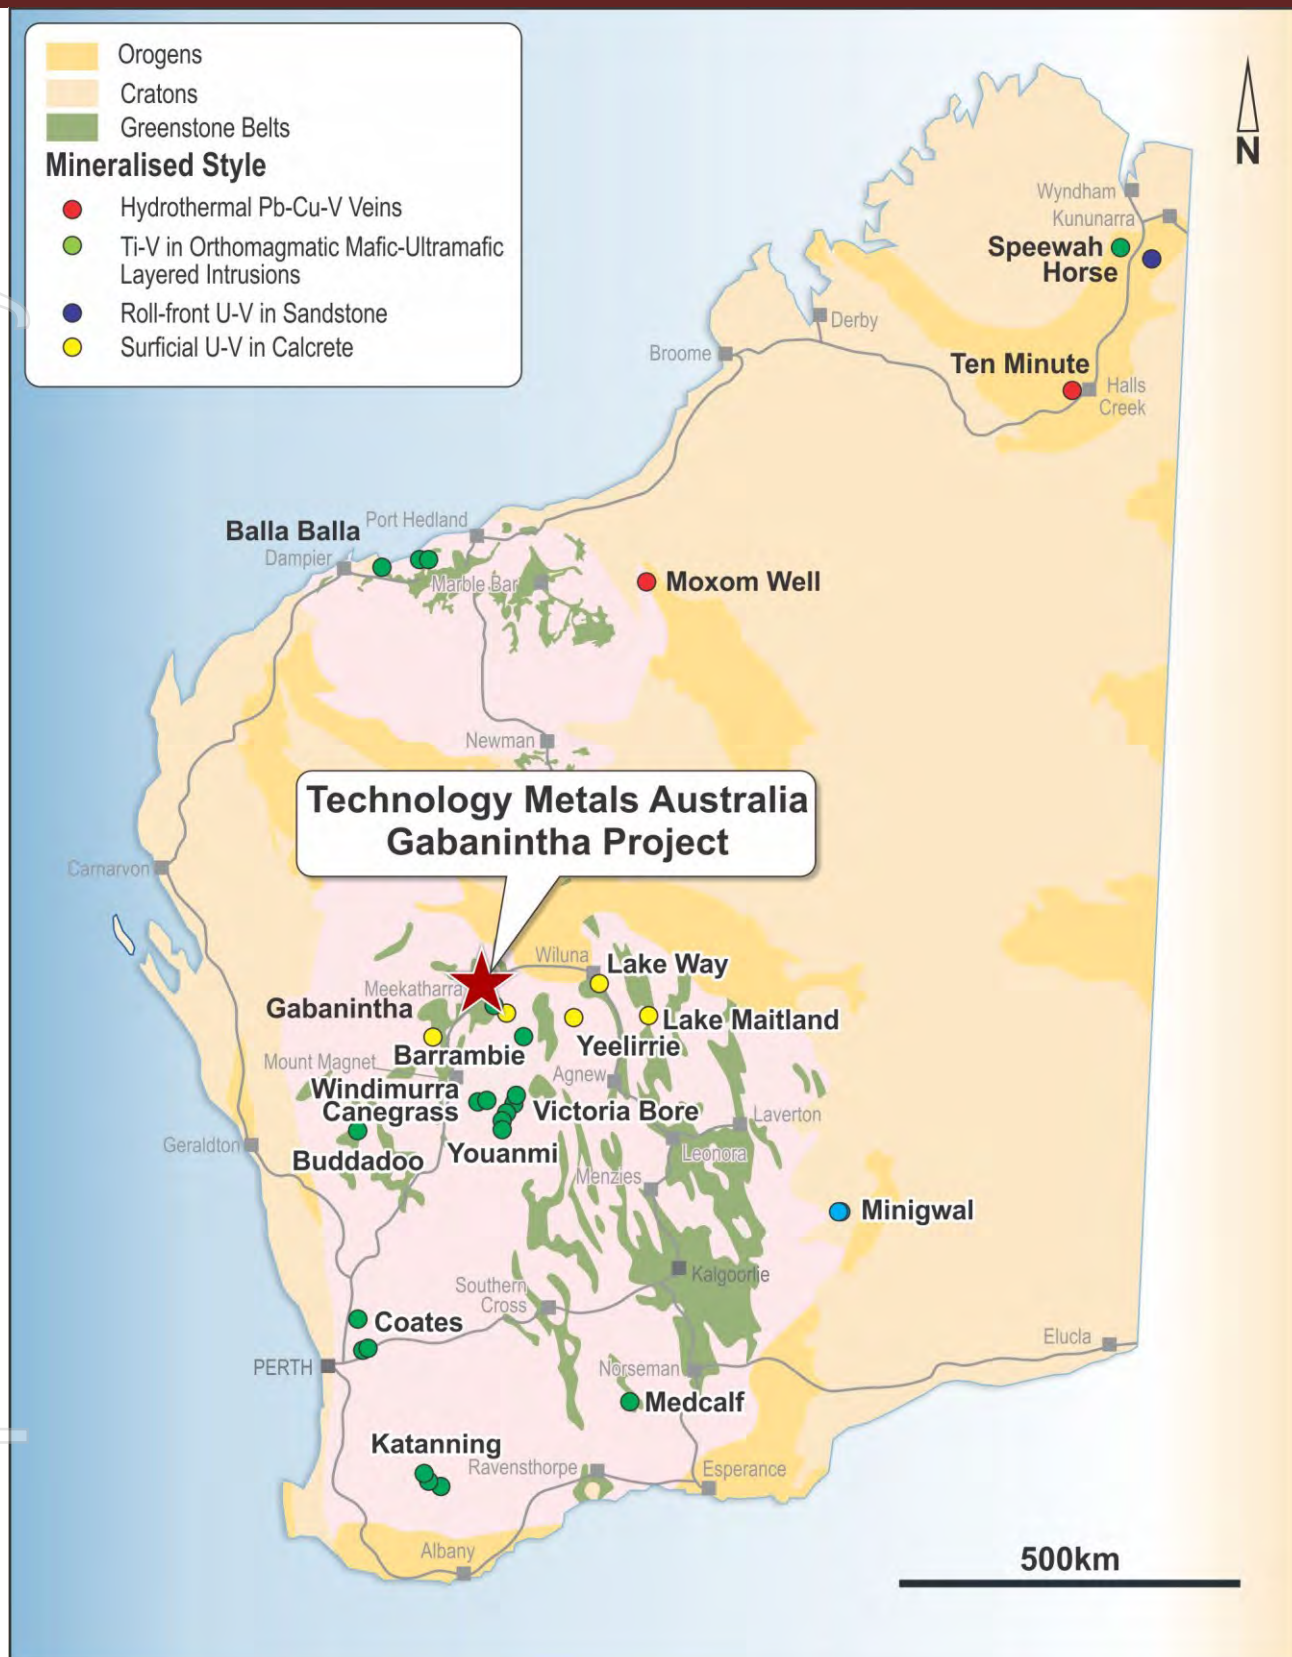 Orogens
Cratons
Greenstone Belts
Mineralised Style
Hydrothermal Pb-Cu-V Veins
Ti-V in Orthomagmatic Mafic-Ultramafic
Layered Intrusions
Roll-front U-V in Sandstone
Surficial U-V in Calcrete
N
Wyndham
Kununarra
Speewah
Horse
Derby
Broome
Ten Minute
Halls
Creek
Balla Balla
Port Hedland
Dampier
Marble Bar
Moxom Well
Newman
Technology Metals Australia
Gabanintha Project
Carnarvon
Wiluna
Lake Way
Meekatharra
Gabanintha
Lake Maitland
Yeelirrie
Barrambie
Mount Magnet
Agnew
Windimurra
Canegrass
Victoria Bore
Laverton
Geraldton
Buddadoo
Youanmi
Leonora
Menzies
Minigwal
Kalgoorlie
Southern
Cross
Coates
Elucla
PERTH
Norseman
Medcalf
Katanning
Ravensthorpe
Esperance
Albany
500km